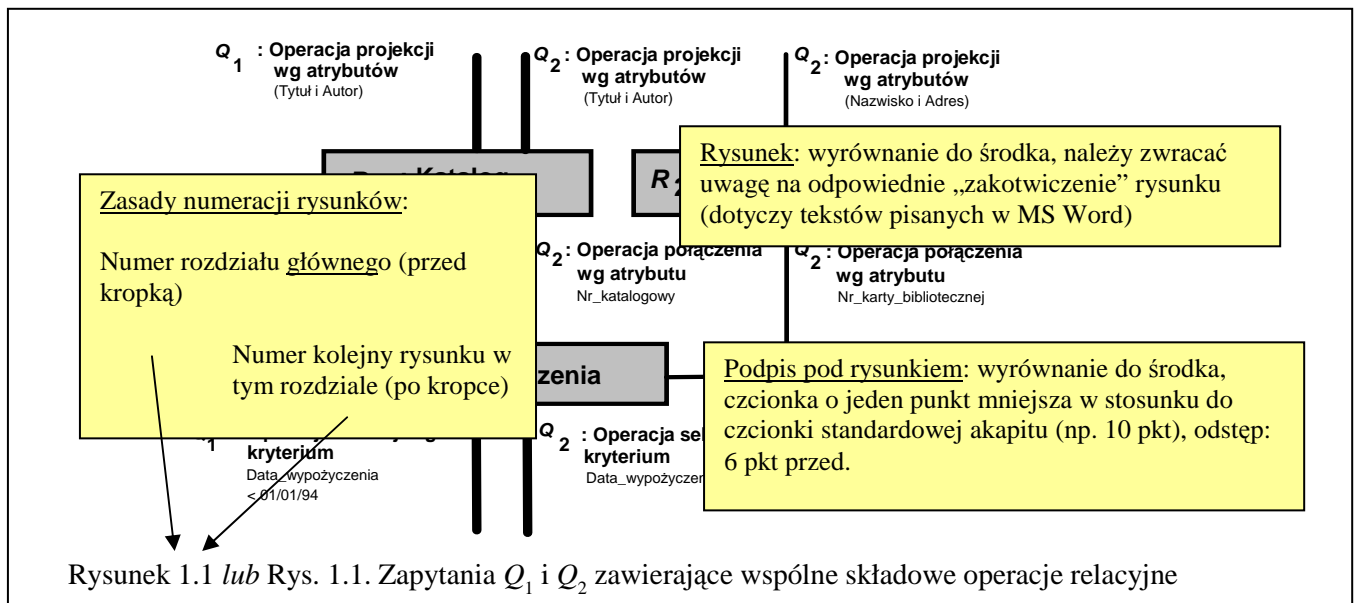 Q1 : Operacja projekcji
wg atrybutów
(Tytuł i Autor)
Q2 : Operacja projekcji
wg atrybutów
(Tytuł i Autor)
Q2 : Operacja projekcji
wg atrybutów
(Nazwisko i Adres)
Katalog
R2
Rysunek: wyrównanie do środka, należy zwracać
uwagę na odpowiednie „zakotwiczenie” rysunku
(dotyczy tekstów pisanych w MS Word)
Zasady numeracji rysunków:
Numer rozdziału głównego (przed
kropką)
Numer kolejny rysunku w
tym rozdziale (po kropce)
Q2 : Operacja połączenia
wg atrybutu
Nr_katalogowy
Q2 : Operacja połączenia
wg atrybutu
Nr_karty_bibliotecznej
zenia
Podpis pod rysunkiem: wyrównanie do środka,
czcionka o jeden punkt mniejsza w stosunku do
czcionki standardowej akapitu (np. 10 pkt), odstęp:
6 pkt przed.
kryterium
Data_wypożyczenia
< 01/01/94
Q2 : Operacja sel
kryterium
Data_wypożyczen
Rysunek 1.1 lub Rys. 1.1. Zapytania Q1 i Q2 zawierające wspólne składowe operacje relacyjne